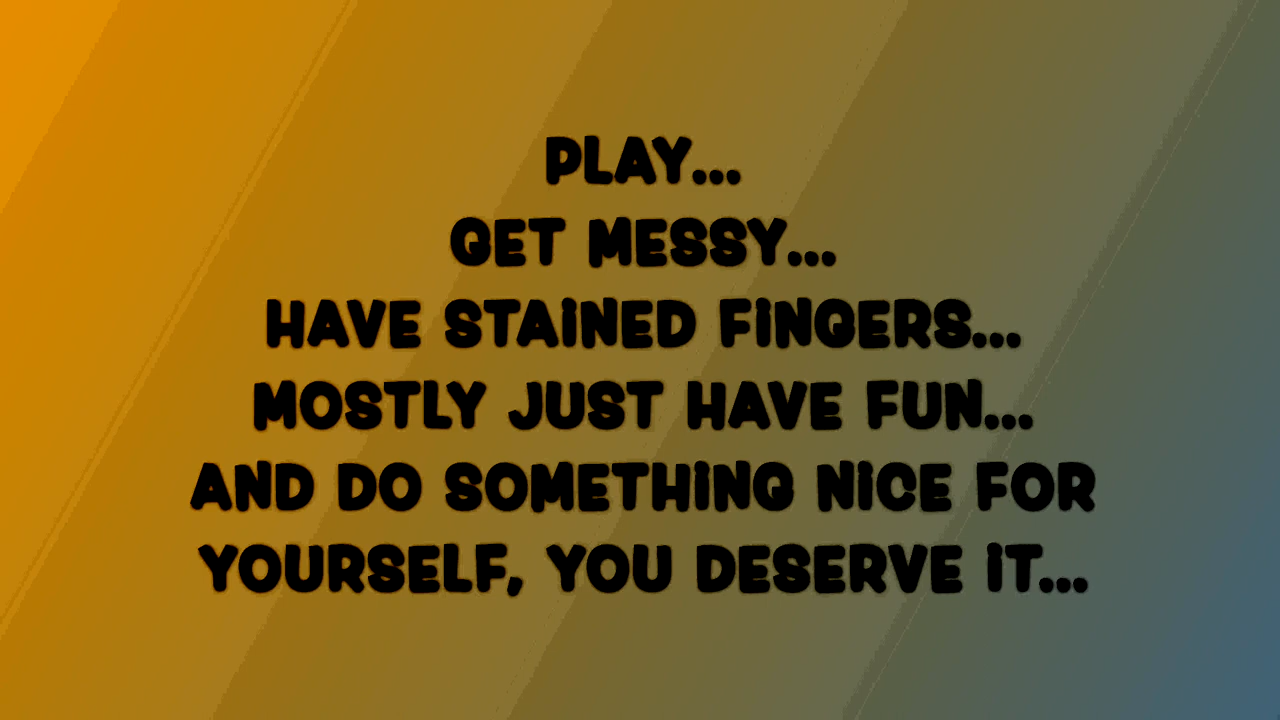 PLAY...
GET MESSY...
HAVE STAINED FINGERS...
MOSTLY JUST HAVE FUN...
AND DO SOMETHING NICE FOR
YOURSELF, YOU DESERVE IT...